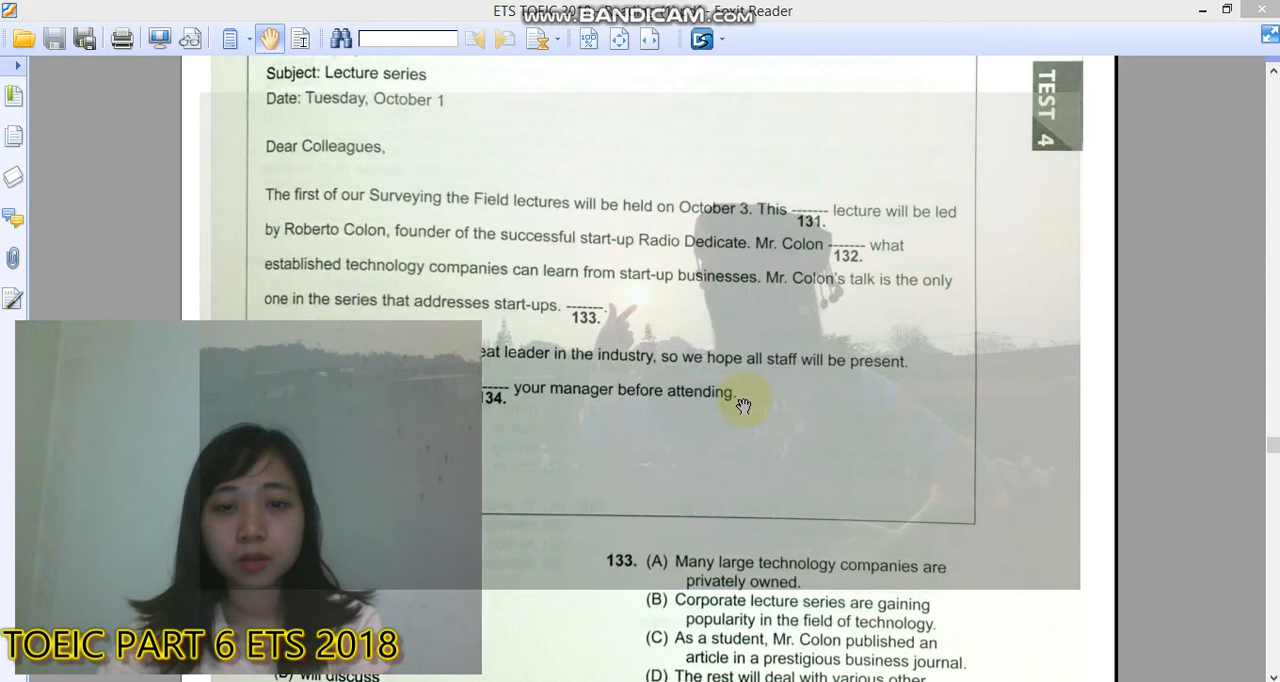 ETS TOEIC 2018
Foxit Reader
WWW.BANDICAM.COM
Subject: Lecture series
Date: Tuesday, October 1
TEST 4
Dear Colleagues,
The first of our Surveying the Field lectures will be held on October 3. This ------- lecture will be led
131.
by Roberto Colon, founder of the successful start-up Radio Dedicate. Mr. Colon ------- what
132.
established technology companies can learn from start-up businesses. Mr. Colon's talk is the only
one in the series that addresses start-ups. -------.
133.
eat leader in the industry, so we hope all staff will be present.
----- your manager before attending.
134.
133. (A) Many large technology companies are
privately owned.
(B) Corporate lecture series are gaining
popularity in the field of technology.
(C) As a student, Mr. Colon published an
article in a prestigious business journal.
(D) The rest will deal with various other
TOEIC PART 6 ETS 2018
(D) will discuss